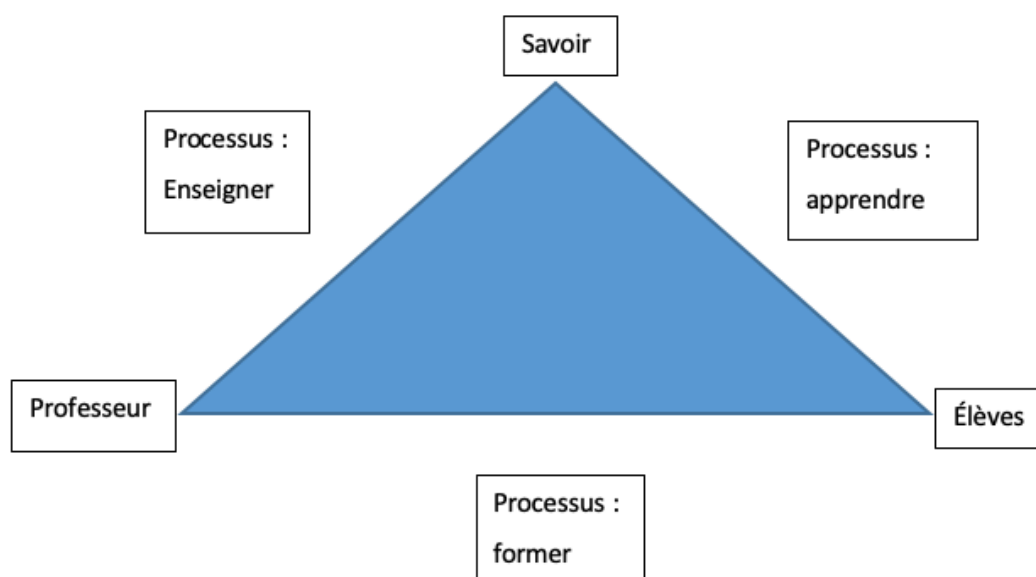 Savoir
Processus :
Enseigner
Processus :
apprendre
Professeur
Élèves
Processus :
former